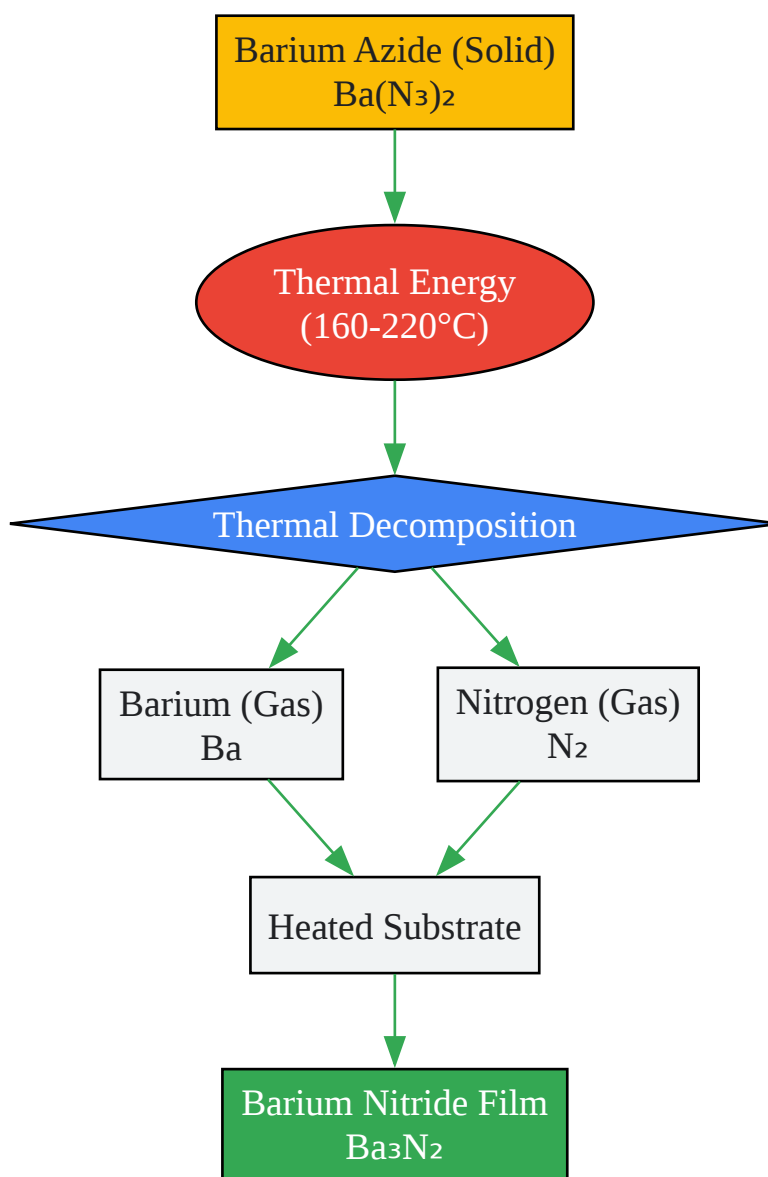 Barium Azide (Solid)
Ba(N₃)₂
Thermal Energy
(160-220°C)
Thermal Decomposition
Barium (Gas)
Ba
Nitrogen (Gas)
N₂
Heated Substrate
Barium Nitride Film
Ba₃N₂